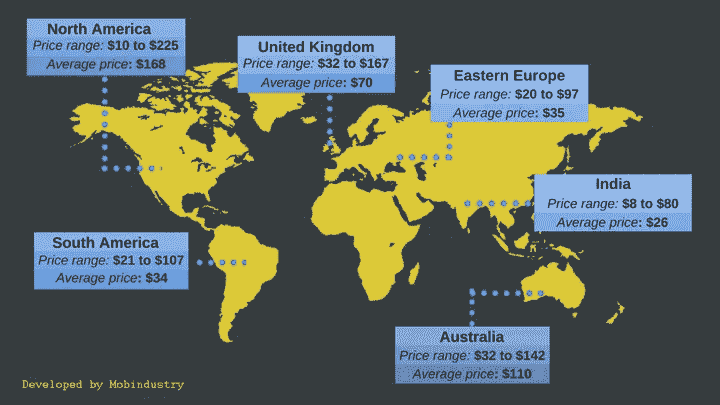 North America
Price range: $10 to $225
Average price: $168
United Kingdom
Price range: $32 to $167
Average price: $70
Eastern Europe
Price range: $20 to $97
Average price: $35
India
Price range: $8 to $80
Average price: $26
South America
Price range: $21 to $107
Average price: $34
Australia
Price range: $32 to $142
Average price: $110
Developed by Mobindustry